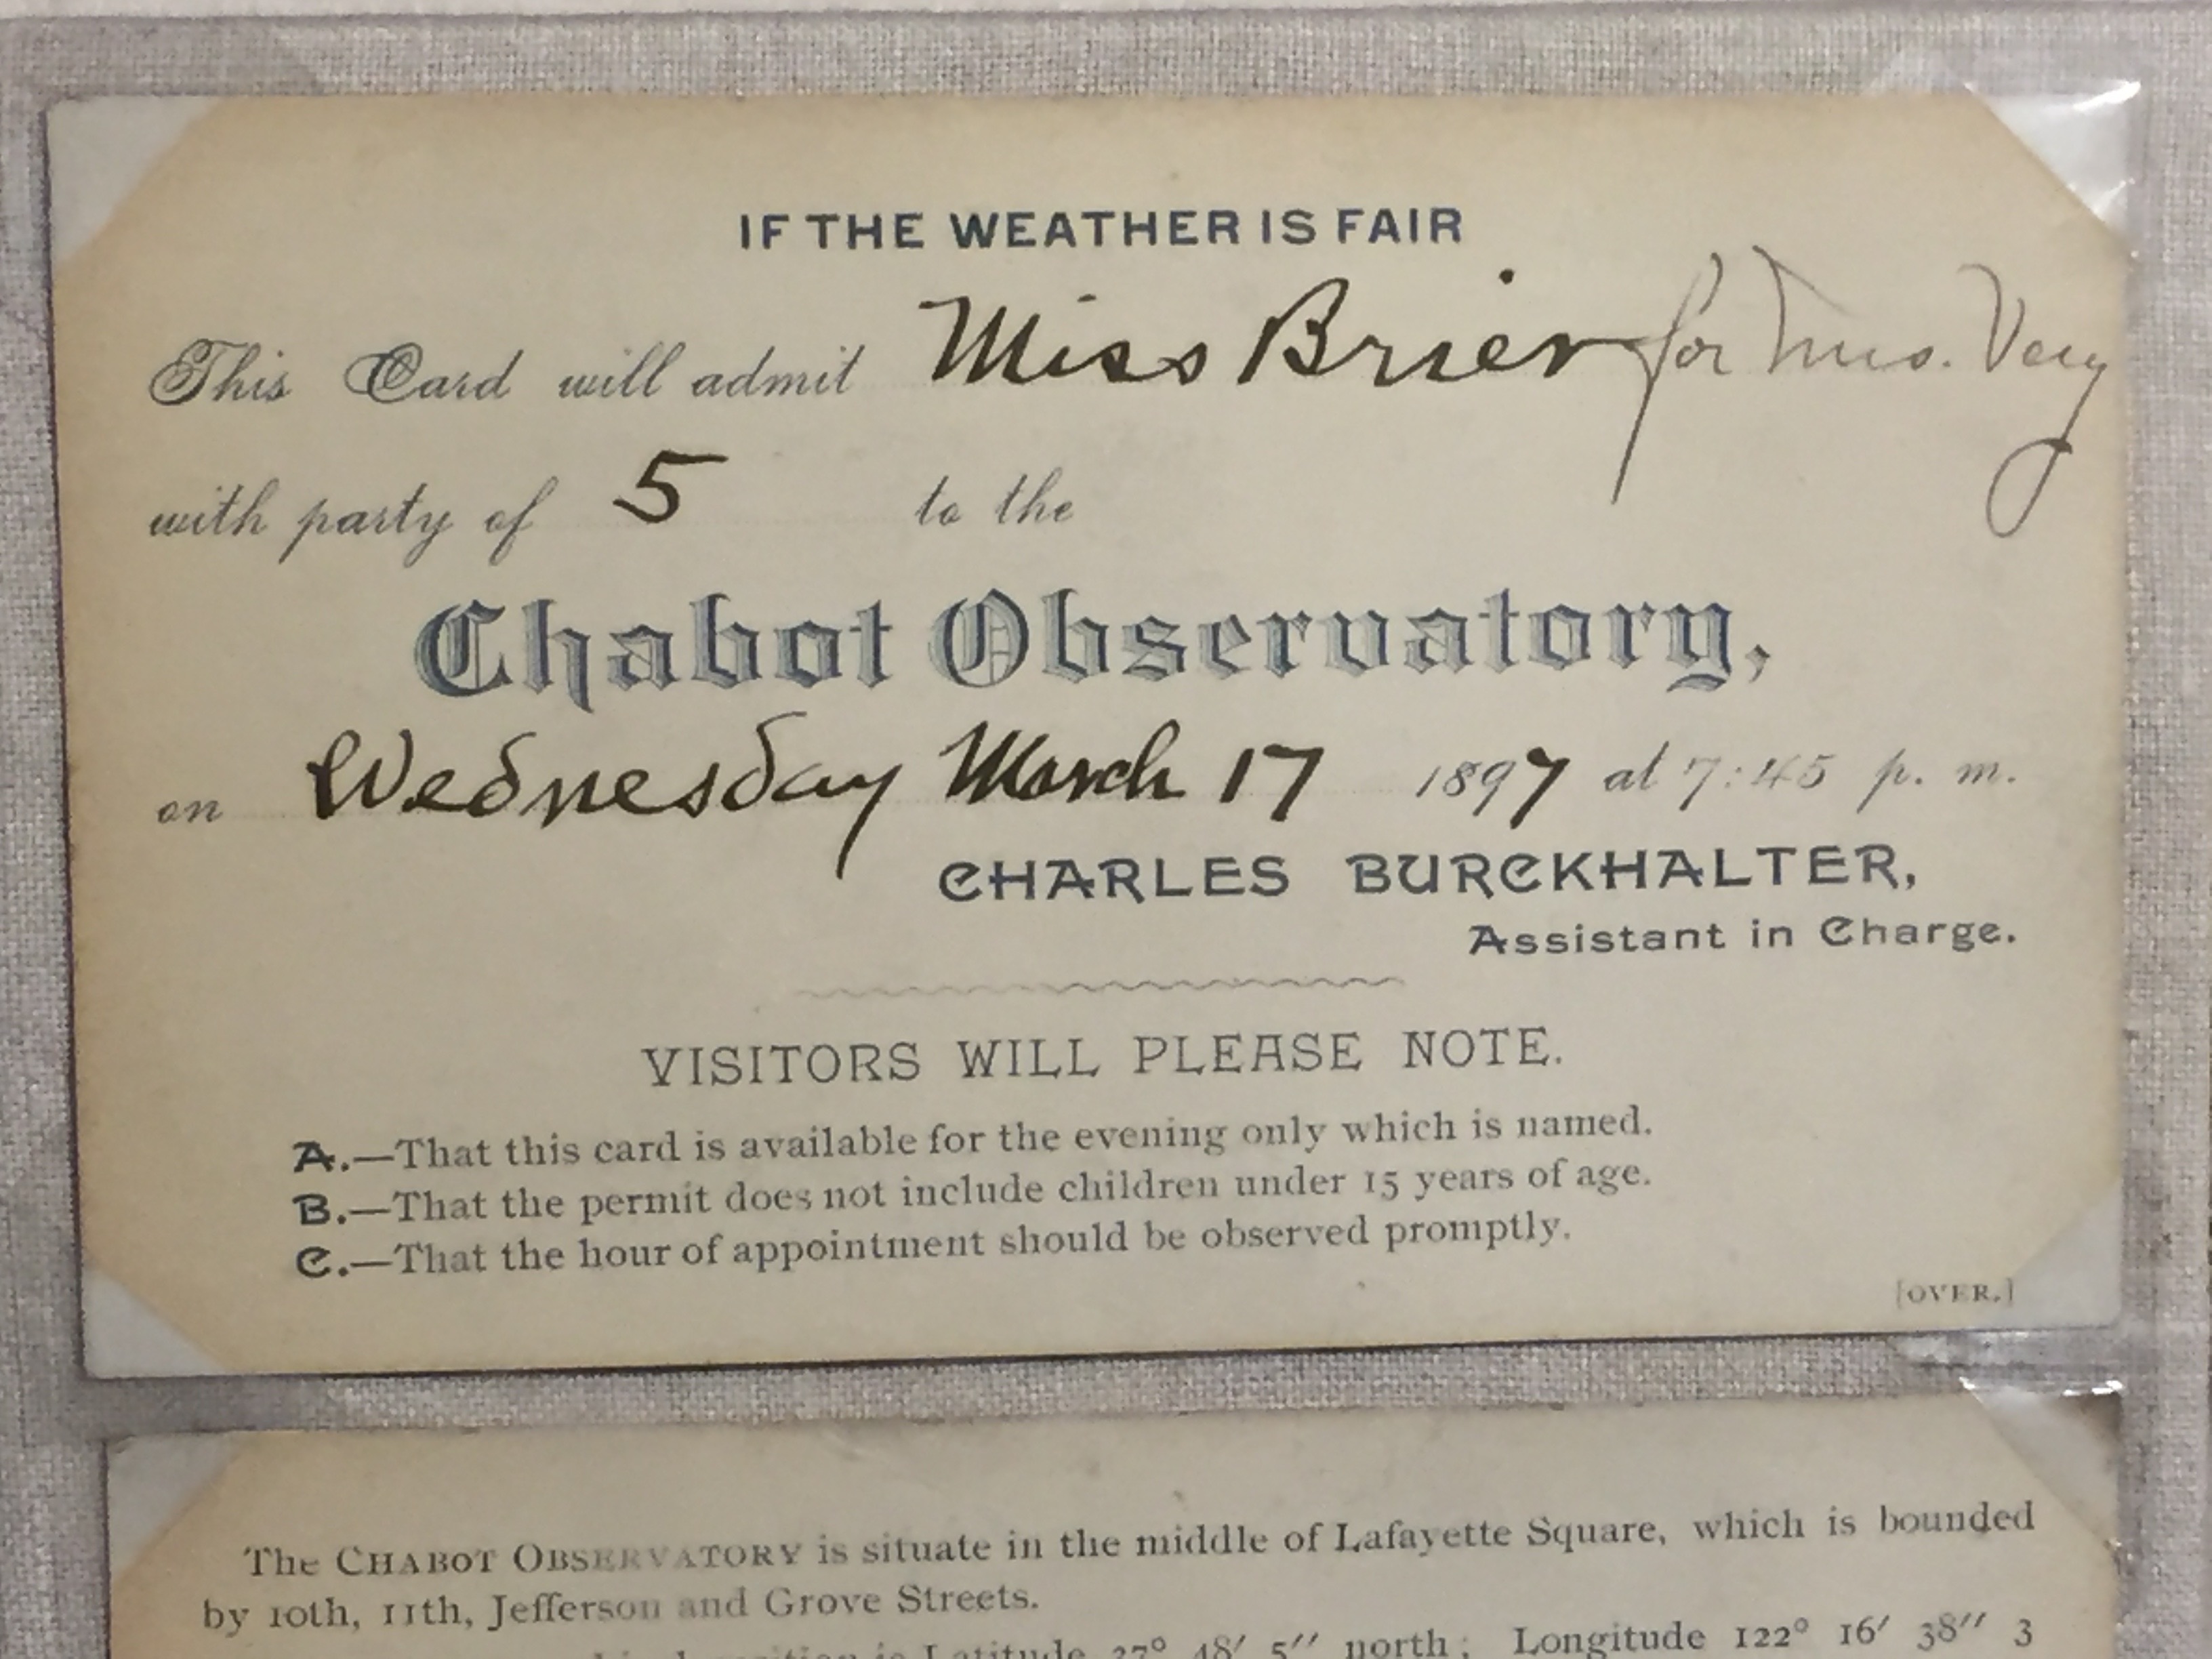 IF THE WEATHER IS FAIR
This Card will admit Miss Brier for Mrs. Very
with party of 5 to the
Chabot Observatory,
on Wednesday March 17 1897 at 7:45 p. m.
CHARLES BURCKHALTER,
Assistant in Charge.
VISITORS WILL PLEASE NOTE.
A.—That this card is available for the evening only which is named.
B.—That the permit does not include children under 15 years of age.
C.—That the hour of appointment should be observed promptly.
[OVER.]
The CHABOT OBSERVATORY is situate in the middle of Lafayette Square, which is bounded
by 10th, 11th, Jefferson and Grove Streets.
position is Latitude 37° 48′ 5″ north; Longitude 122° 16′ 38″ 3